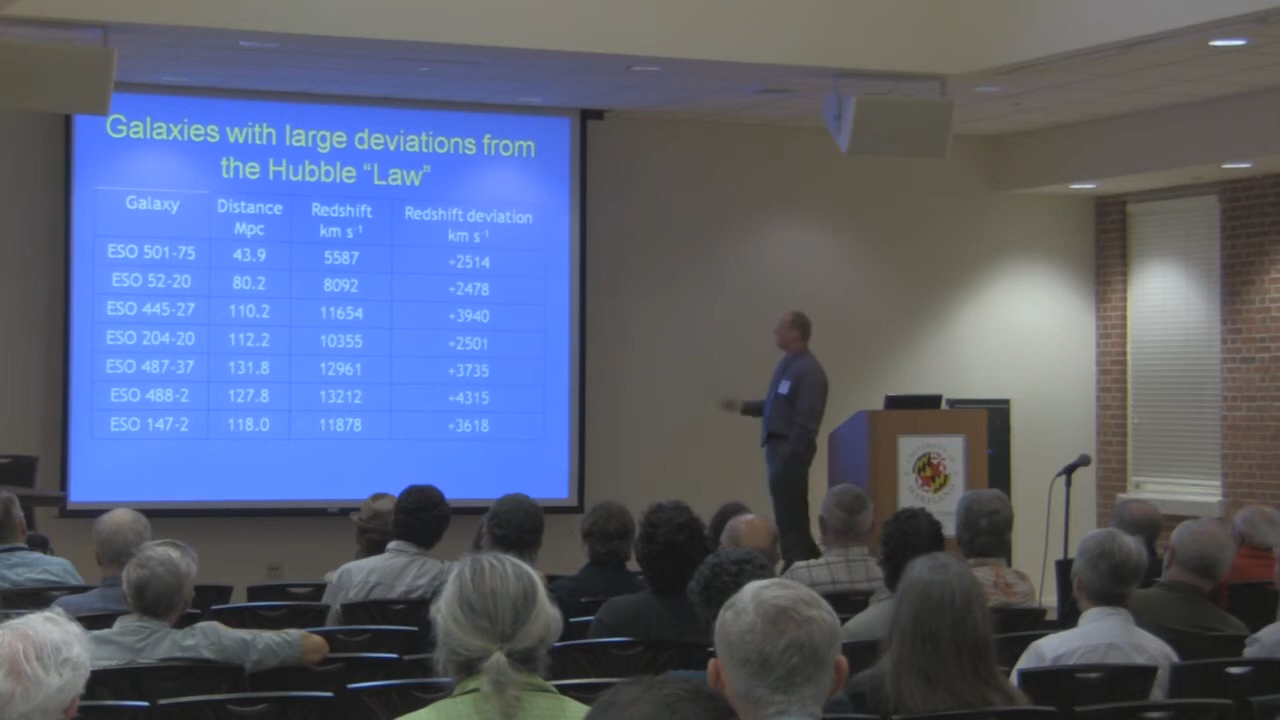 Galaxies with large deviations from
the Hubble “Law”
Galaxy Distance Mpc Redshift km s⁻¹ Redshift deviation km s⁻¹
ESO 501-75 43.9 5587 +2514
ESO 52-20 80.2 8092 +2478
ESO 445-27 110.2 11654 +3940
ESO 204-20 112.2 10355 +2501
ESO 487-37 131.8 12961 +3735
ESO 488-2 127.8 13212 +4315
ESO 147-2 118.0 11878 +3618
UNIVERSITY OF
MARYLAND